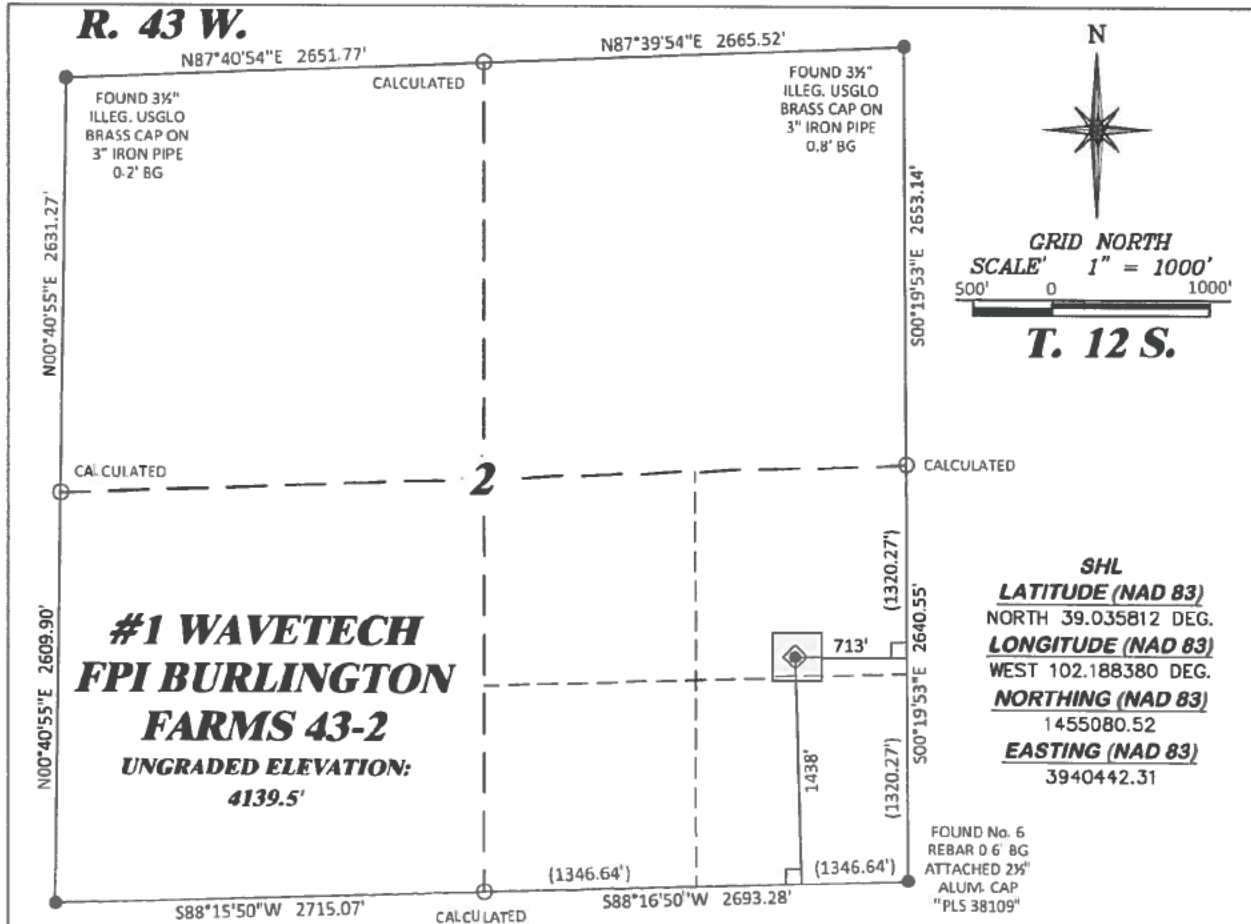 R. 43 W.
N87°40'54"E 2651.77'
N87°39'54"E 2665.52'
CALCULATED
FOUND 3½"
ILLEG. USGLO
BRASS CAP ON
3" IRON PIPE
0.2' BG
FOUND 3½"
ILLEG. USGLO
BRASS CAP ON
3" IRON PIPE
0.8' BG
N
GRID NORTH
SCALE' 1" = 1000'
500' 0 1000'
T. 12 S.
N00°40'55"E 2631.27'
S00°19'53"E 2653.14'
CALCULATED
2
CALCULATED
#1 WAVETECH
FPI BURLINGTON
FARMS 43-2
UNGRADED ELEVATION:
4139.5'
N00°40'55"E 2609.90'
713'
1438'
(1320.27')
(1320.27')
S00°19'53"E 2640.55'
SHL
LATITUDE (NAD 83)
NORTH 39.035812 DEG.
LONGITUDE (NAD 83)
WEST 102.188380 DEG.
NORTHING (NAD 83)
1455080.52
EASTING (NAD 83)
3940442.31
(1346.64')
(1346.64')
FOUND No. 6
REBAR 0.6' BG
ATTACHED 2½"
ALUM. CAP
"PLS 38109"
S88°15'50"W 2715.07'
CALCULATED
S88°16'50"W 2693.28'